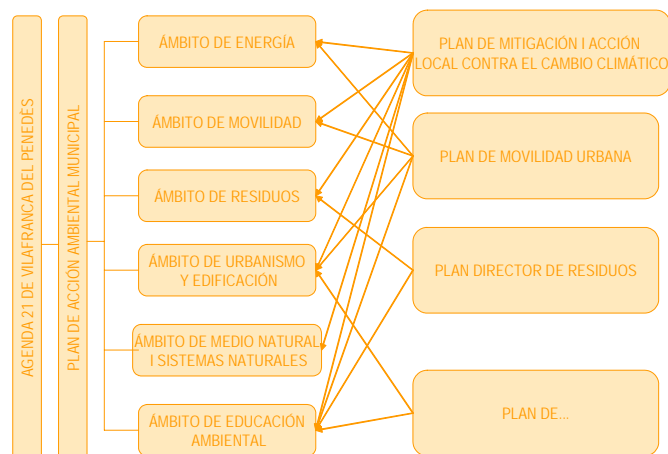 AGENDA 21 DE VILAFRANCA DEL PENEDÈS
PLAN DE ACCIÓN AMBIENTAL MUNICIPAL
ÁMBITO DE ENERGÍA
ÁMBITO DE MOVILIDAD
ÁMBITO DE RESIDUOS
ÁMBITO DE URBANISMO
Y EDIFICACIÓN
ÁMBITO DE MEDIO NATURAL
I SISTEMAS NATURALES
ÁMBITO DE EDUCACIÓN
AMBIENTAL
PLAN DE MITIGACIÓN I ACCIÓN
LOCAL CONTRA EL CAMBIO CLIMÁTICO
PLAN DE MOVILIDAD URBANA
PLAN DIRECTOR DE RESIDUOS
PLAN DE...